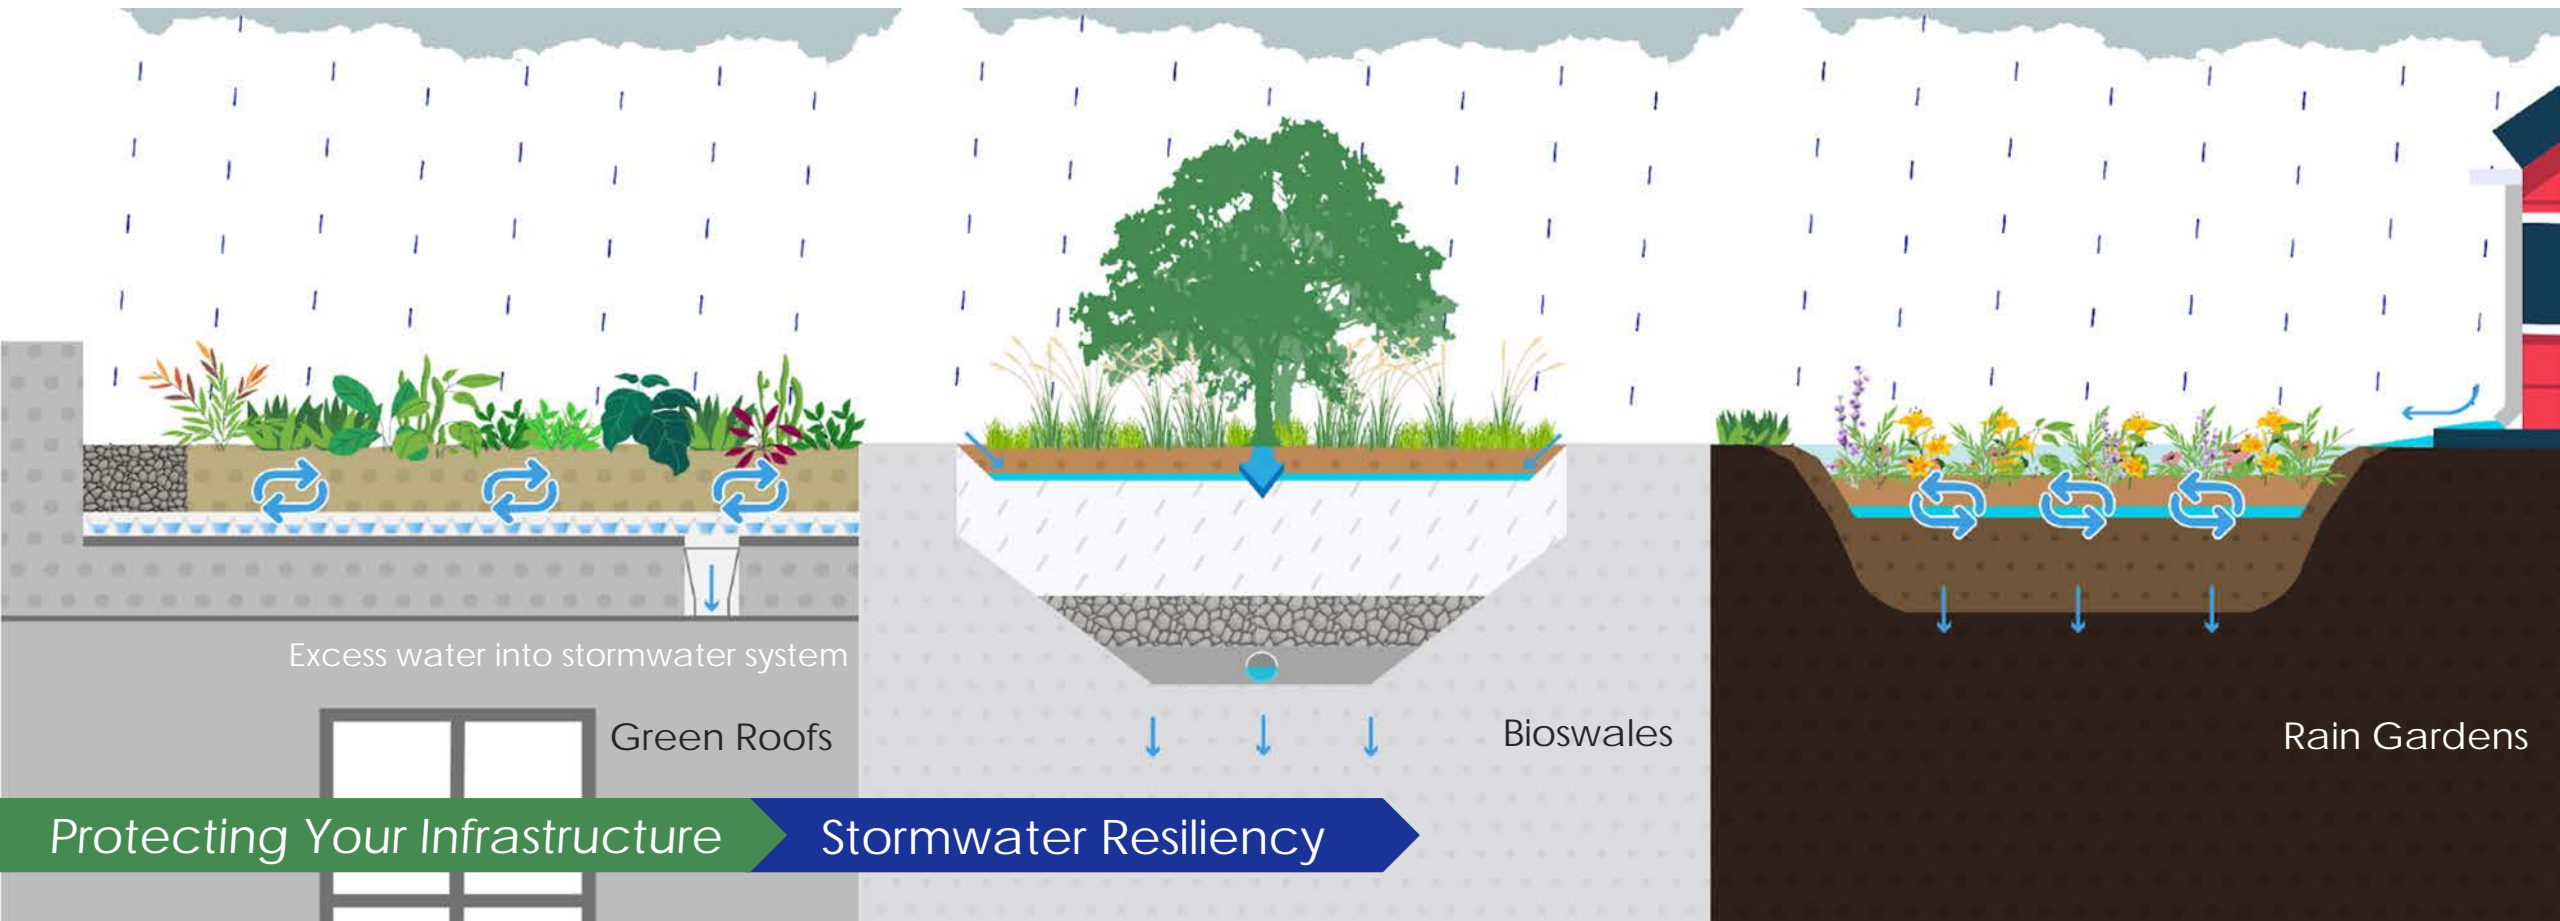 Excess water into stormwater system
Green Roofs
Bioswales
Rain Gardens
Protecting Your Infrastructure
Stormwater Resiliency